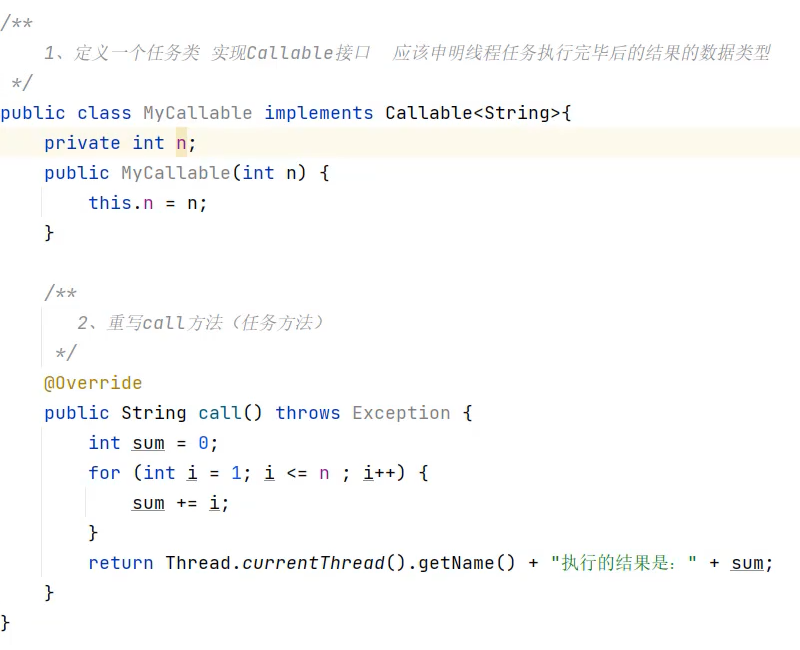 /**
    1、定义一个任务类 实现Callable接口  应该申明线程任务执行完毕后的结果的数据类型
 */
public class MyCallable implements Callable<String>{
    private int n;
    public MyCallable(int n) {
        this.n = n;
    }

    /**
       2、重写call方法（任务方法）
     */
    @Override
    public String call() throws Exception {
        int sum = 0;
        for (int i = 1; i <= n ; i++) {
            sum += i;
        }
        return Thread.currentThread().getName() + "执行的结果是：" + sum;
    }
}